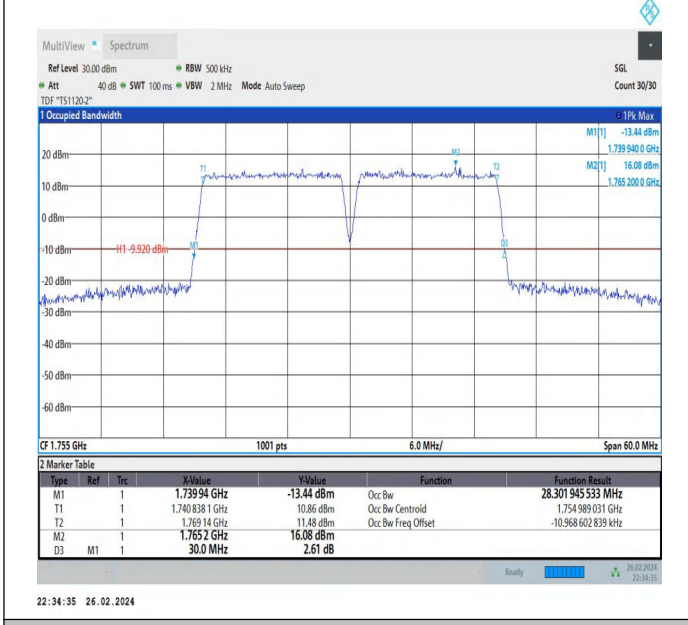 R S
MultiView Spectrum
Ref Level 30.00 dBm RBW 500 kHz SGL
Att 40 dB SWT 100 ms VBW 2 MHz Mode Auto Sweep Count 30/30
TDF "TS1120-2"
1 Occupied Bandwidth 1Pk Max
M1[1] -13.44 dBm
1.739 940 0 GHz
M2[1] 16.08 dBm
1.765 200 0 GHz
20 dBm
T1 M2 T2
10 dBm
0 dBm
-10 dBm H1 -9.920 dBm M1 D3
-20 dBm
-30 dBm
-40 dBm
-50 dBm
-60 dBm
CF 1.755 GHz 1001 pts 6.0 MHz/ Span 60.0 MHz
2 Marker Table
Type Ref Trc X-Value Y-Value Function Function Result
M1 1 1.739 94 GHz -13.44 dBm Occ Bw 28.301 945 533 MHz
T1 1 1.740 838 1 GHz 10.86 dBm Occ Bw Centroid 1.754 989 031 GHz
T2 1 1.769 14 GHz 11.48 dBm Occ Bw Freq Offset -10.968 602 839 kHz
M2 1 1.765 2 GHz 16.08 dBm
D3 M1 1 30.0 MHz 2.61 dB
Ready 26.02.2024
22:34:35
22:34:35 26.02.2024